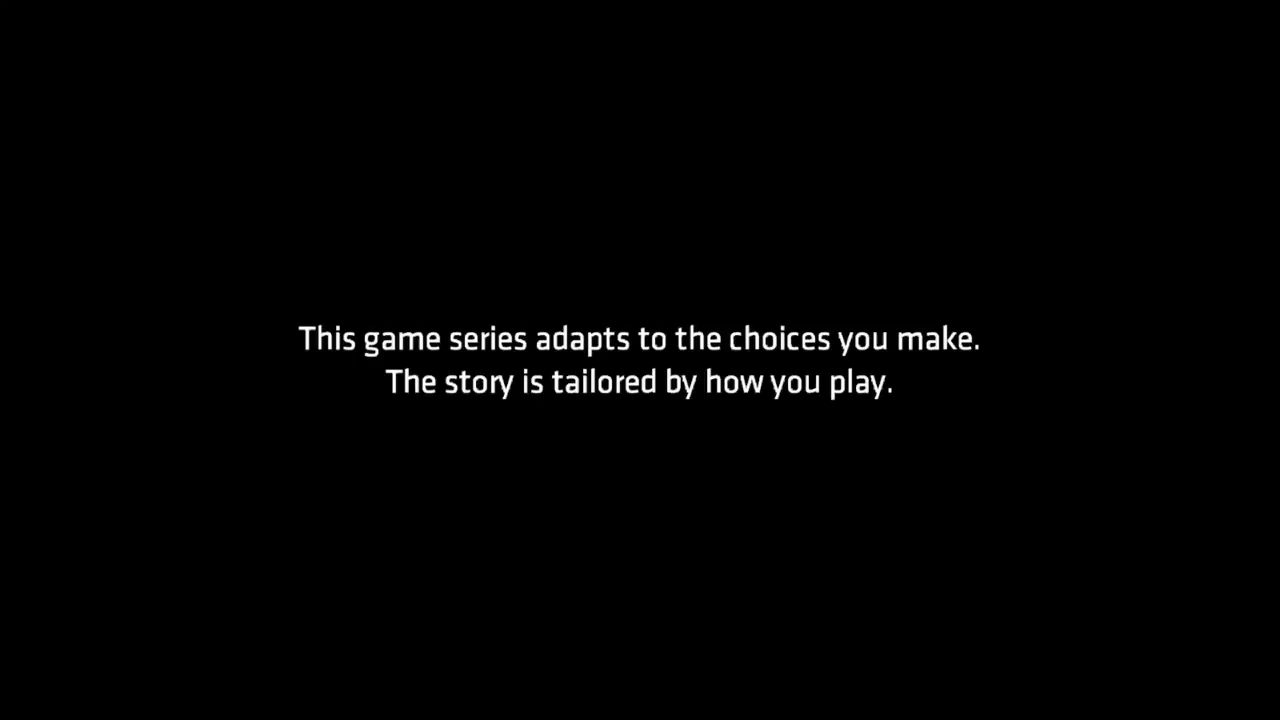 This game series adapts to the choices you make.
The story is tailored by how you play.